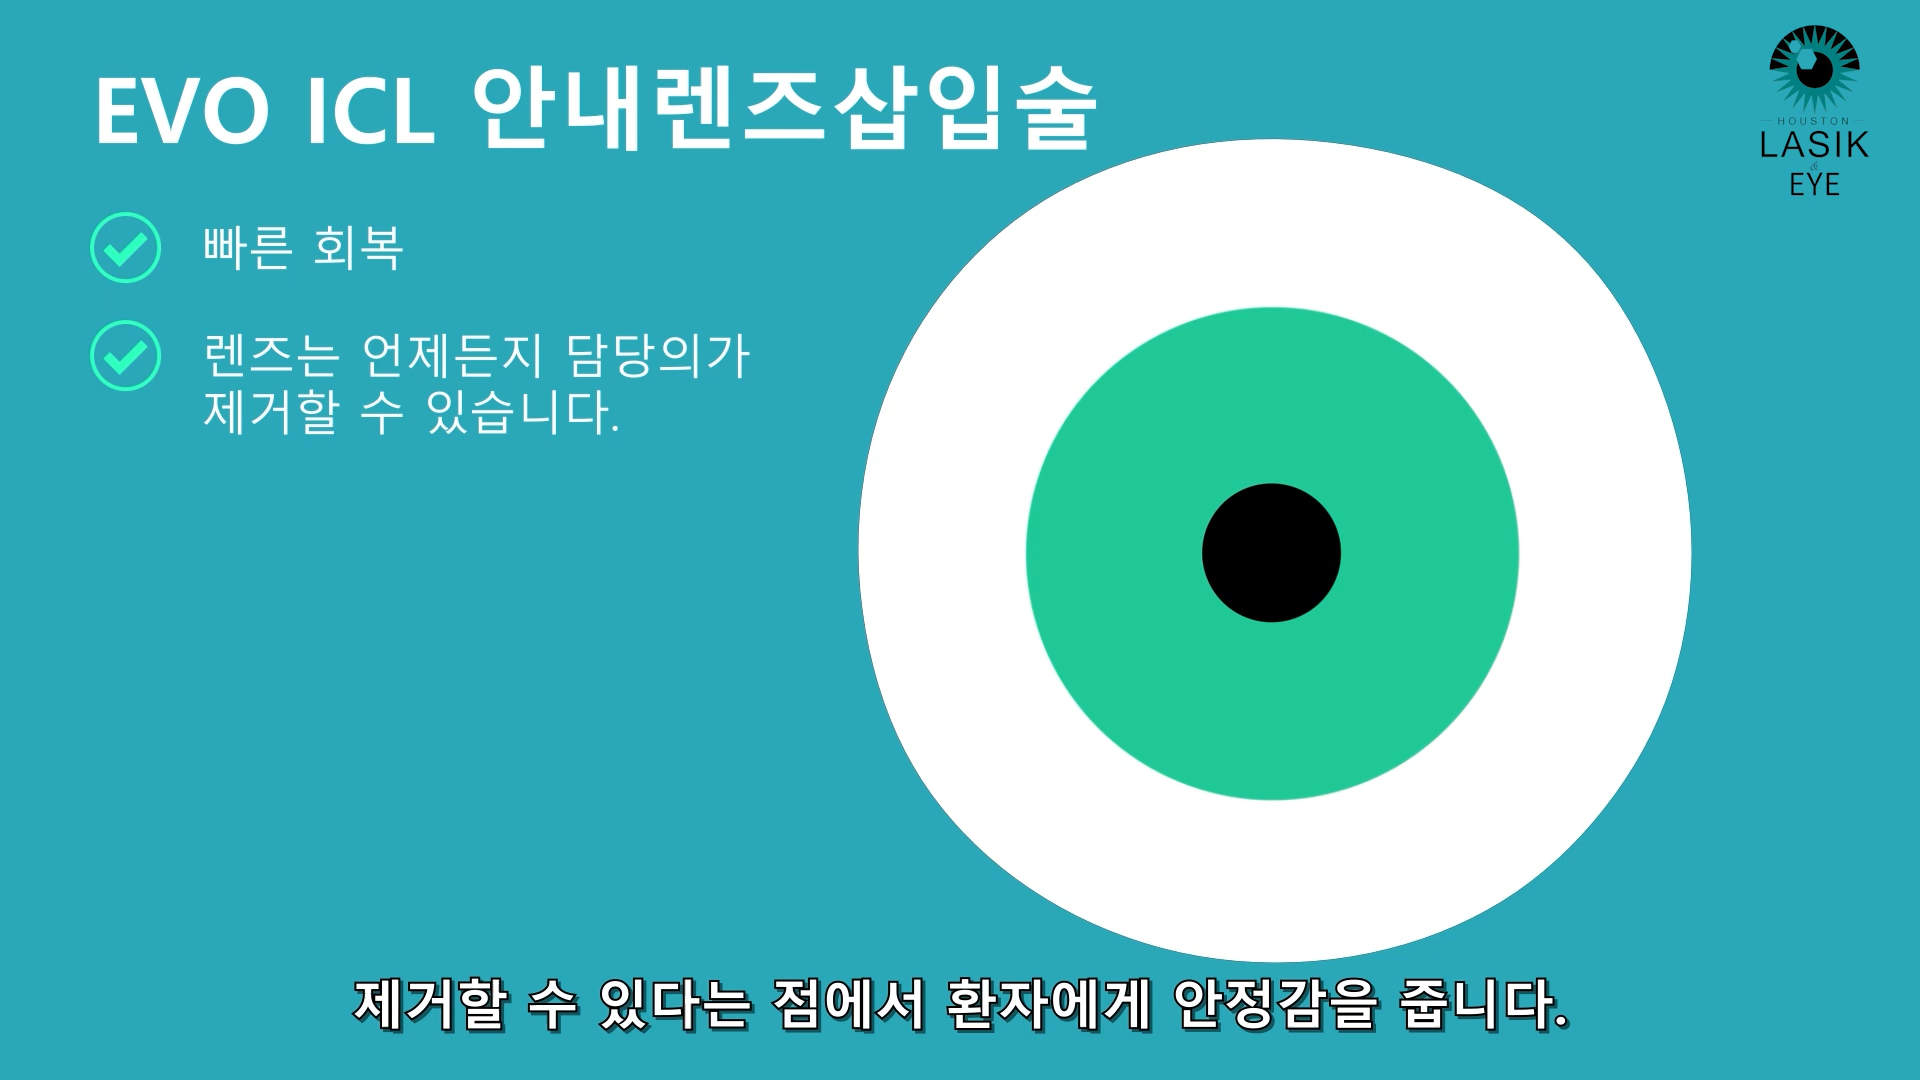 EVO ICL 안내렌즈삽입술
HOUSTON
LASIK
&
EYE
빠른 회복
렌즈는 언제든지 담당의가
제거할 수 있습니다.
제거할 수 있다는 점에서 환자에게 안정감을 줍니다.